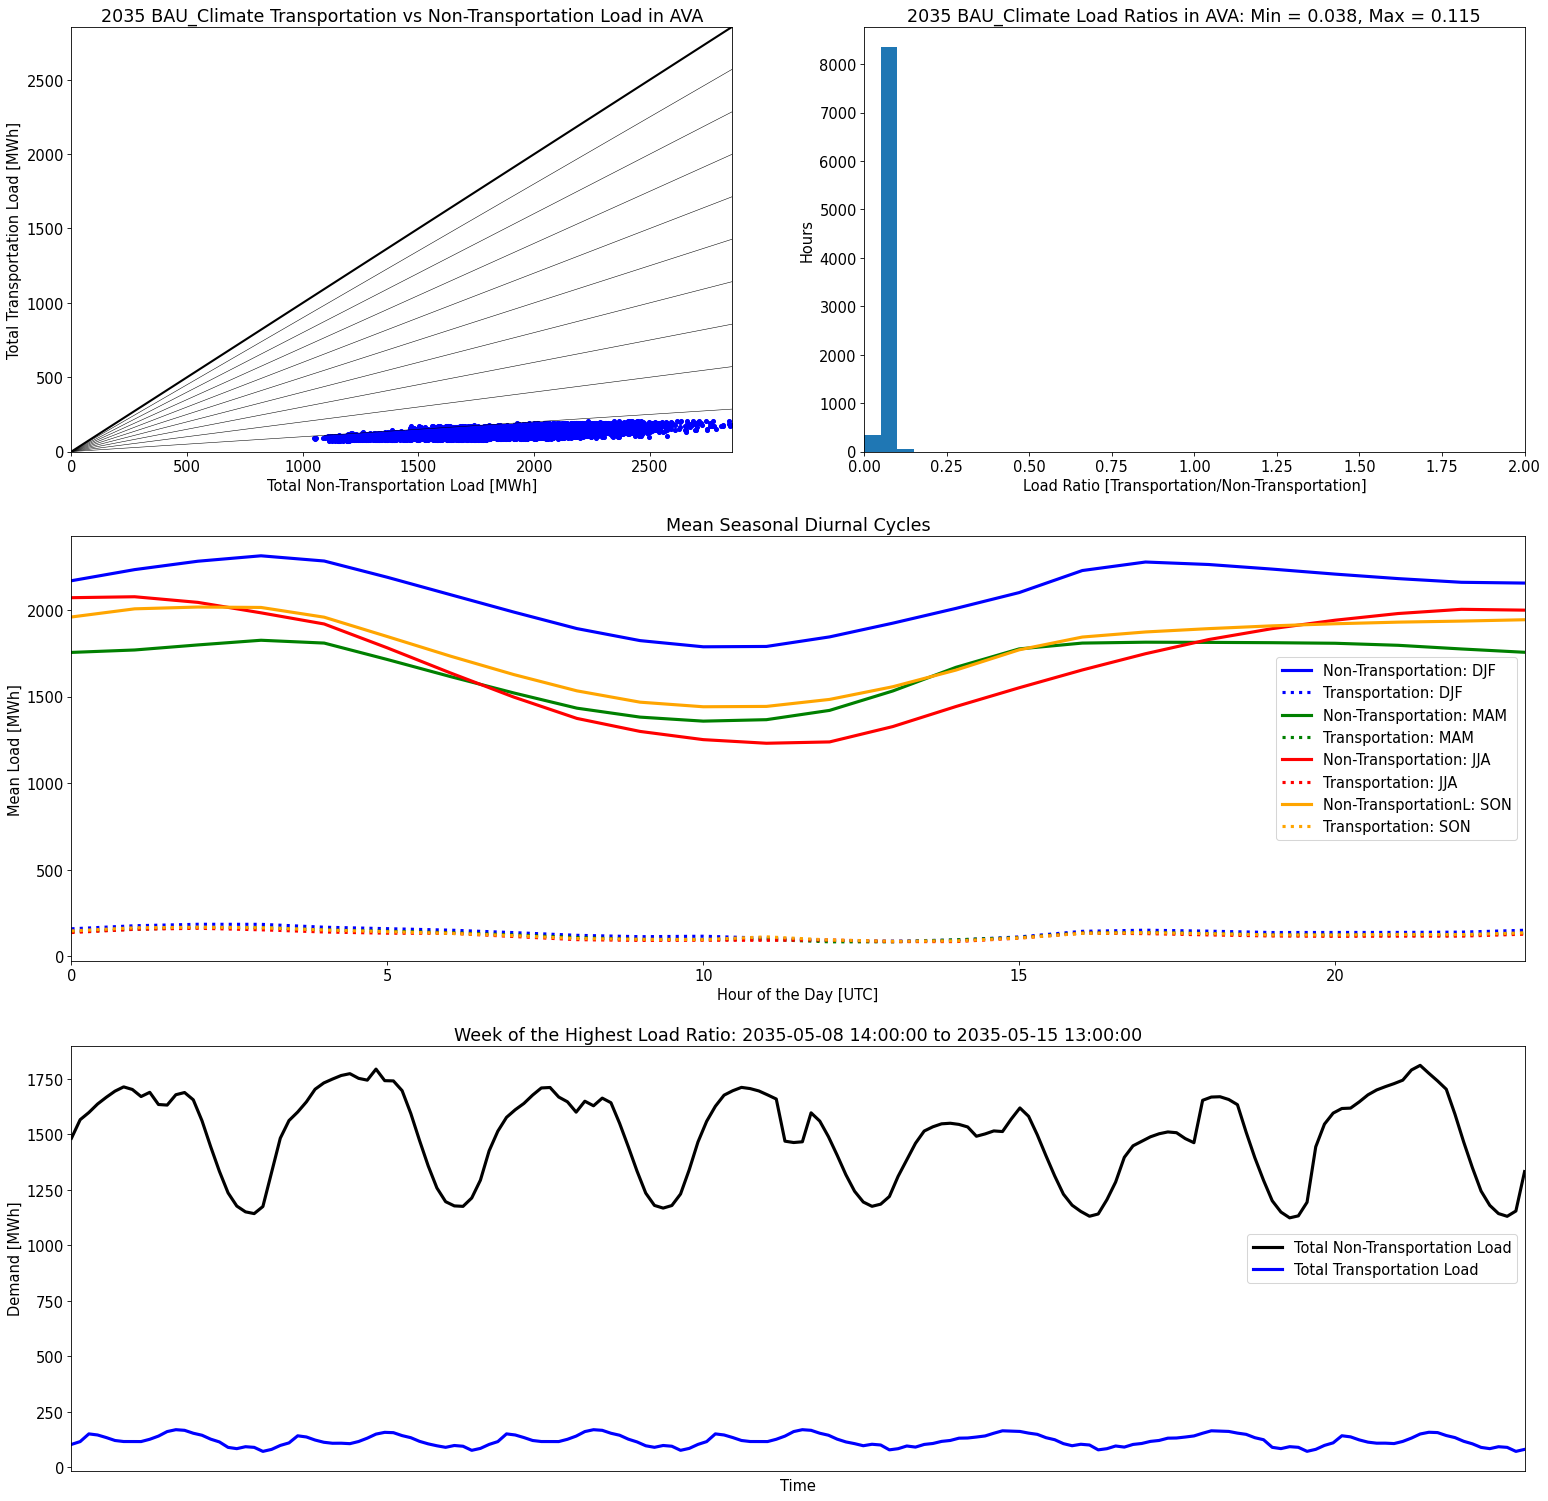 2035 BAU_Climate Transportation vs Non-Transportation Load in AVA
Total Transportation Load [MWh]
2500
2000
1500
1000
500
0
0 500 1000 1500 2000 2500
Total Non-Transportation Load [MWh]
2035 BAU_Climate Load Ratios in AVA: Min = 0.038, Max = 0.115
Hours
8000
7000
6000
5000
4000
3000
2000
1000
0
0.00 0.25 0.50 0.75 1.00 1.25 1.50 1.75 2.00
Load Ratio [Transportation/Non-Transportation]
Mean Seasonal Diurnal Cycles
Mean Load [MWh]
2000
1500
1000
500
0
Non-Transportation: DJF
Transportation: DJF
Non-Transportation: MAM
Transportation: MAM
Non-Transportation: JJA
Transportation: JJA
Non-TransportationL: SON
Transportation: SON
0 5 10 15 20
Hour of the Day [UTC]
Week of the Highest Load Ratio: 2035-05-08 14:00:00 to 2035-05-15 13:00:00
Demand [MWh]
1750
1500
1250
1000
750
500
250
0
Total Non-Transportation Load
Total Transportation Load
Time